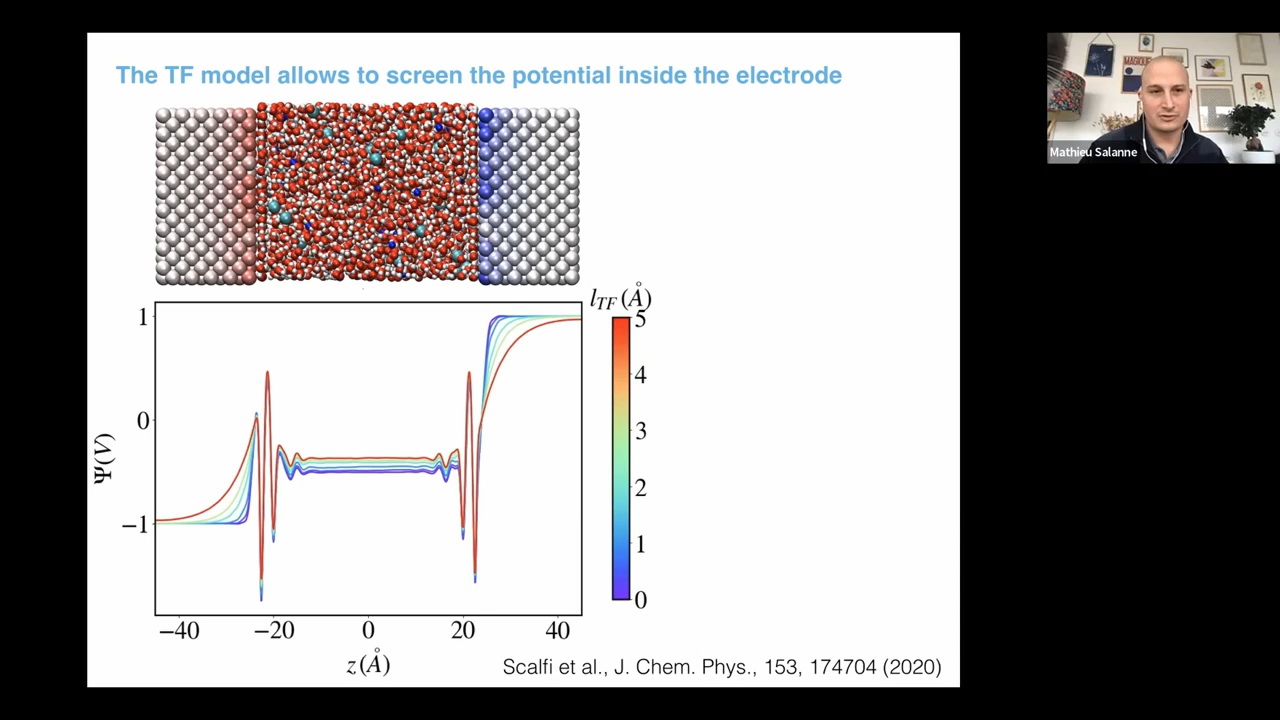 The TF model allows to screen the potential inside the electrode
MAGIQUE
Mathieu Salanne
l_TF (Å)
5
4
3
2
1
0
1
0
−1
Ψ(V)
−40 −20 0 20 40
z(Å)
Scalfi et al., J. Chem. Phys., 153, 174704 (2020)